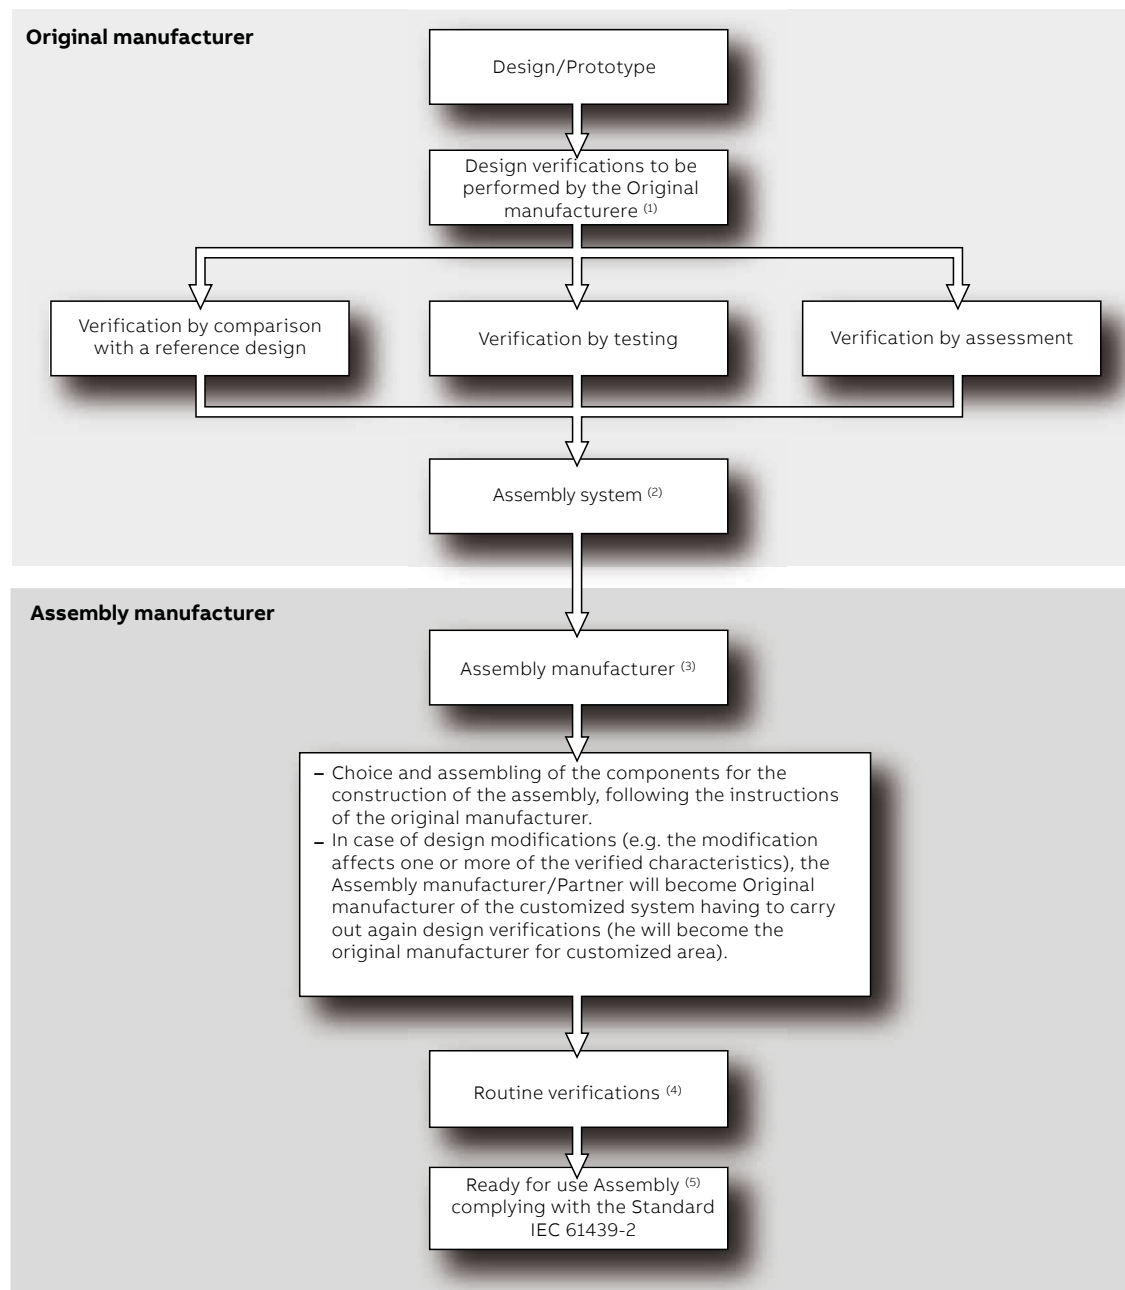 Original manufacturer
Design/Prototype
Design verifications to be
performed by the Original
manufacturere (1)
Verification by comparison
with a reference design
Verification by testing
Verification by assessment
Assembly system (2)
Assembly manufacturer
Assembly manufacturer (3)
– Choice and assembling of the components for the
construction of the assembly, following the instructions
of the original manufacturer.
– In case of design modifications (e.g. the modification
affects one or more of the verified characteristics), the
Assembly manufacturer/Partner will become Original
manufacturer of the customized system having to carry
out again design verifications (he will become the
original manufacturer for customized area).
Routine verifications (4)
Ready for use Assembly (5)
complying with the Standard
IEC 61439-2